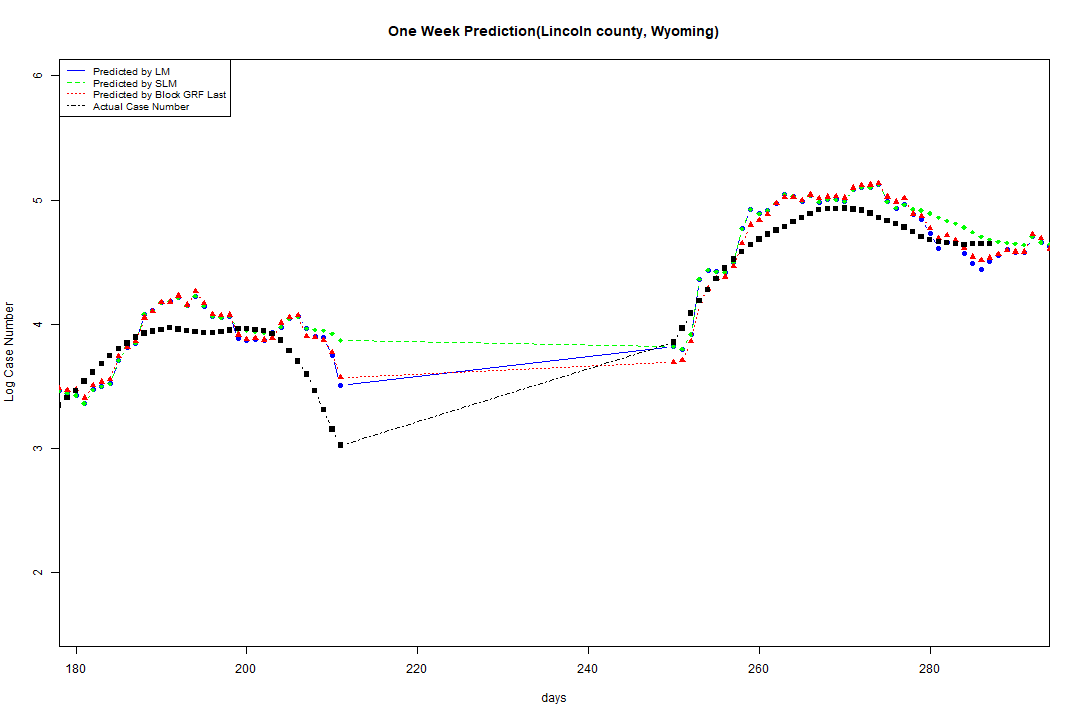 One Week Prediction(Lincoln county, Wyoming)
Predicted by LM
Predicted by SLM
Predicted by Block GRF Last
Actual Case Number
6
5
4
3
2
Log Case Number
180 200 220 240 260 280
days